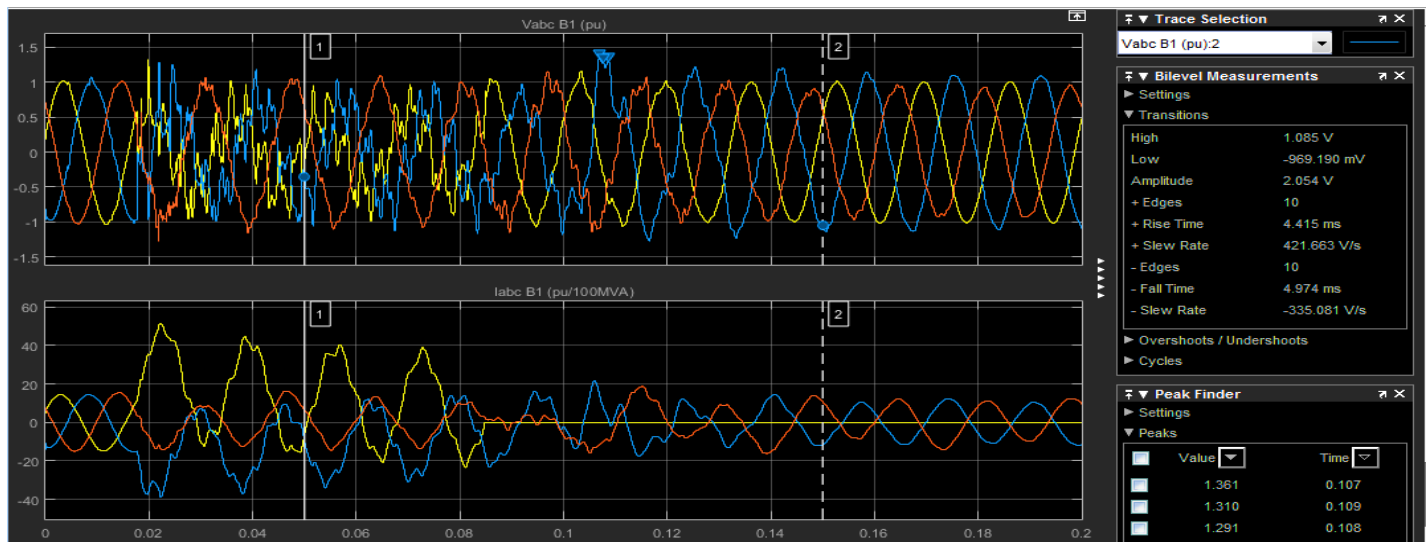 Vabc B1 (pu)
1.5
1
0.5
0
-0.5
-1
-1.5
1
2
Iabc B1 (pu/100MVA)
60
40
20
0
-20
-40
1
2
0 0.02 0.04 0.06 0.08 0.1 0.12 0.14 0.16 0.18 0.2
Trace Selection
Vabc B1 (pu):2
Bilevel Measurements
Settings
Transitions
High 1.085 V
Low -969.190 mV
Amplitude 2.054 V
+ Edges 10
+ Rise Time 4.415 ms
+ Slew Rate 421.663 V/s
- Edges 10
- Fall Time 4.974 ms
- Slew Rate -335.081 V/s
Overshoots / Undershoots
Cycles
Peak Finder
Settings
Peaks
Value Time
1.361 0.107
1.310 0.109
1.291 0.108